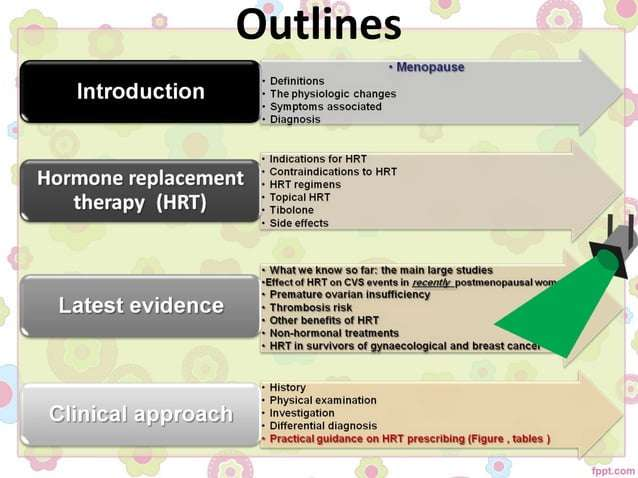 Outlines
Introduction
• Menopause
• Definitions
• The physiologic changes
• Symptoms associated
• Diagnosis
Hormone replacement
therapy (HRT)
• Indications for HRT
• Contraindications to HRT
• HRT regimens
• Topical HRT
• Tibolone
• Side effects
Latest evidence
• What we know so far: the main large studies
•Effect of HRT on CVS events in recently postmenopausal wom
• Premature ovarian insufficiency
• Thrombosis risk
• Other benefits of HRT
• Non-hormonal treatments
• HRT in survivors of gynaecological and breast cancer
Clinical approach
• History
• Physical examination
• Investigation
• Differential diagnosis
• Practical guidance on HRT prescribing (Figure , tables )
fppt.com